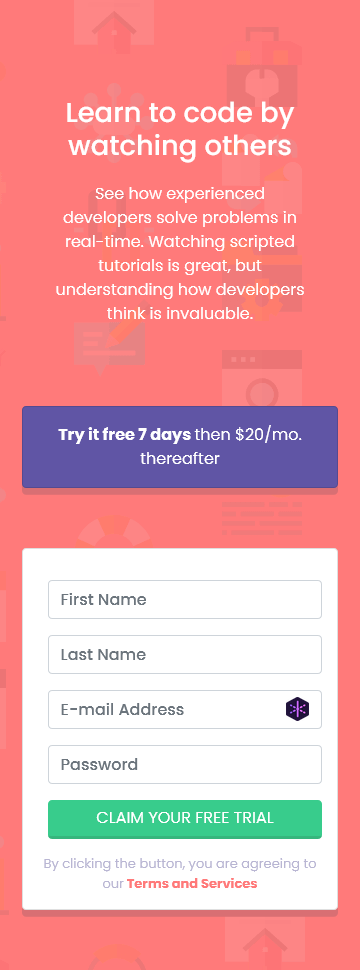 Learn to code by
watching others
See how experienced
developers solve problems in
real-time. Watching scripted
tutorials is great, but
understanding how developers
think is invaluable.
Try it free 7 days then $20/mo.
thereafter
First Name
Last Name
E-mail Address
Password
CLAIM YOUR FREE TRIAL
By clicking the button, you are agreeing to
our Terms and Services